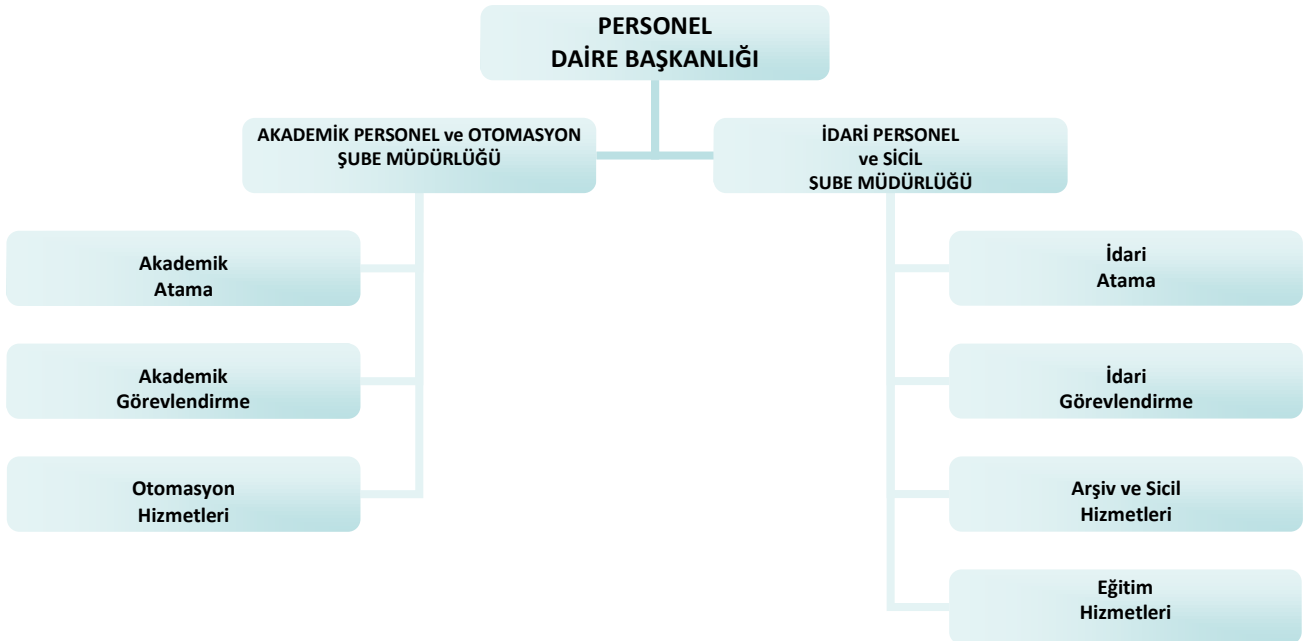 PERSONEL
DAİRE BAŞKANLIĞI
AKADEMİK PERSONEL ve OTOMASYON
ŞUBE MÜDÜRLÜĞÜ
İDARİ PERSONEL
ve SİCİL
ŞUBE MÜDÜRLÜĞÜ
Akademik
Atama
Akademik
Görevlendirme
Otomasyon
Hizmetleri
İdari
Atama
İdari
Görevlendirme
Arşiv ve Sicil
Hizmetleri
Eğitim
Hizmetleri